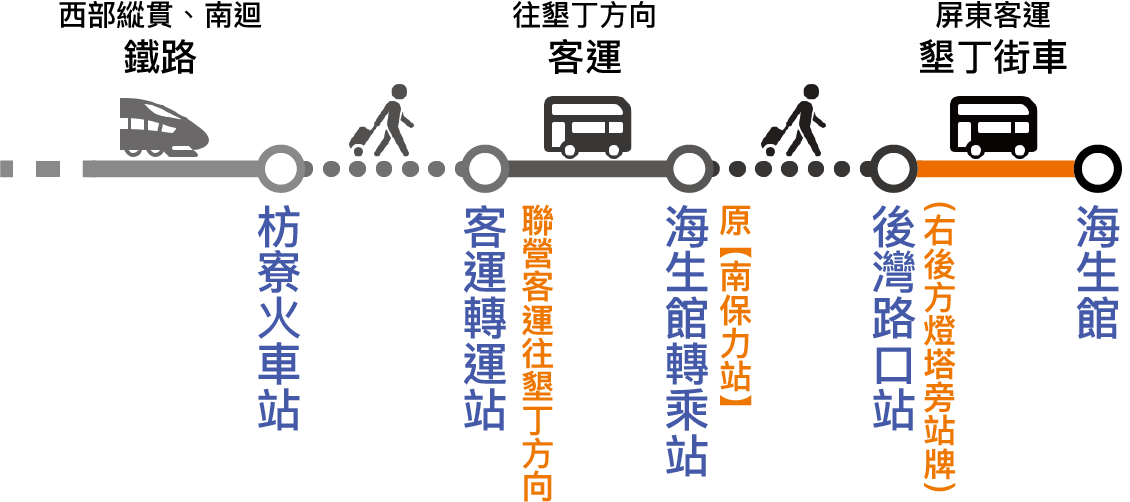 西部縱貫、南迴
鐵路
往墾丁方向
客運
屏東客運
墾丁街車
枋寮火車站
客運轉運站
聯營客運往墾丁方向
海生館轉乘站
原【南保力站】
後灣路口站
(右後方燈塔旁站牌)
海生館